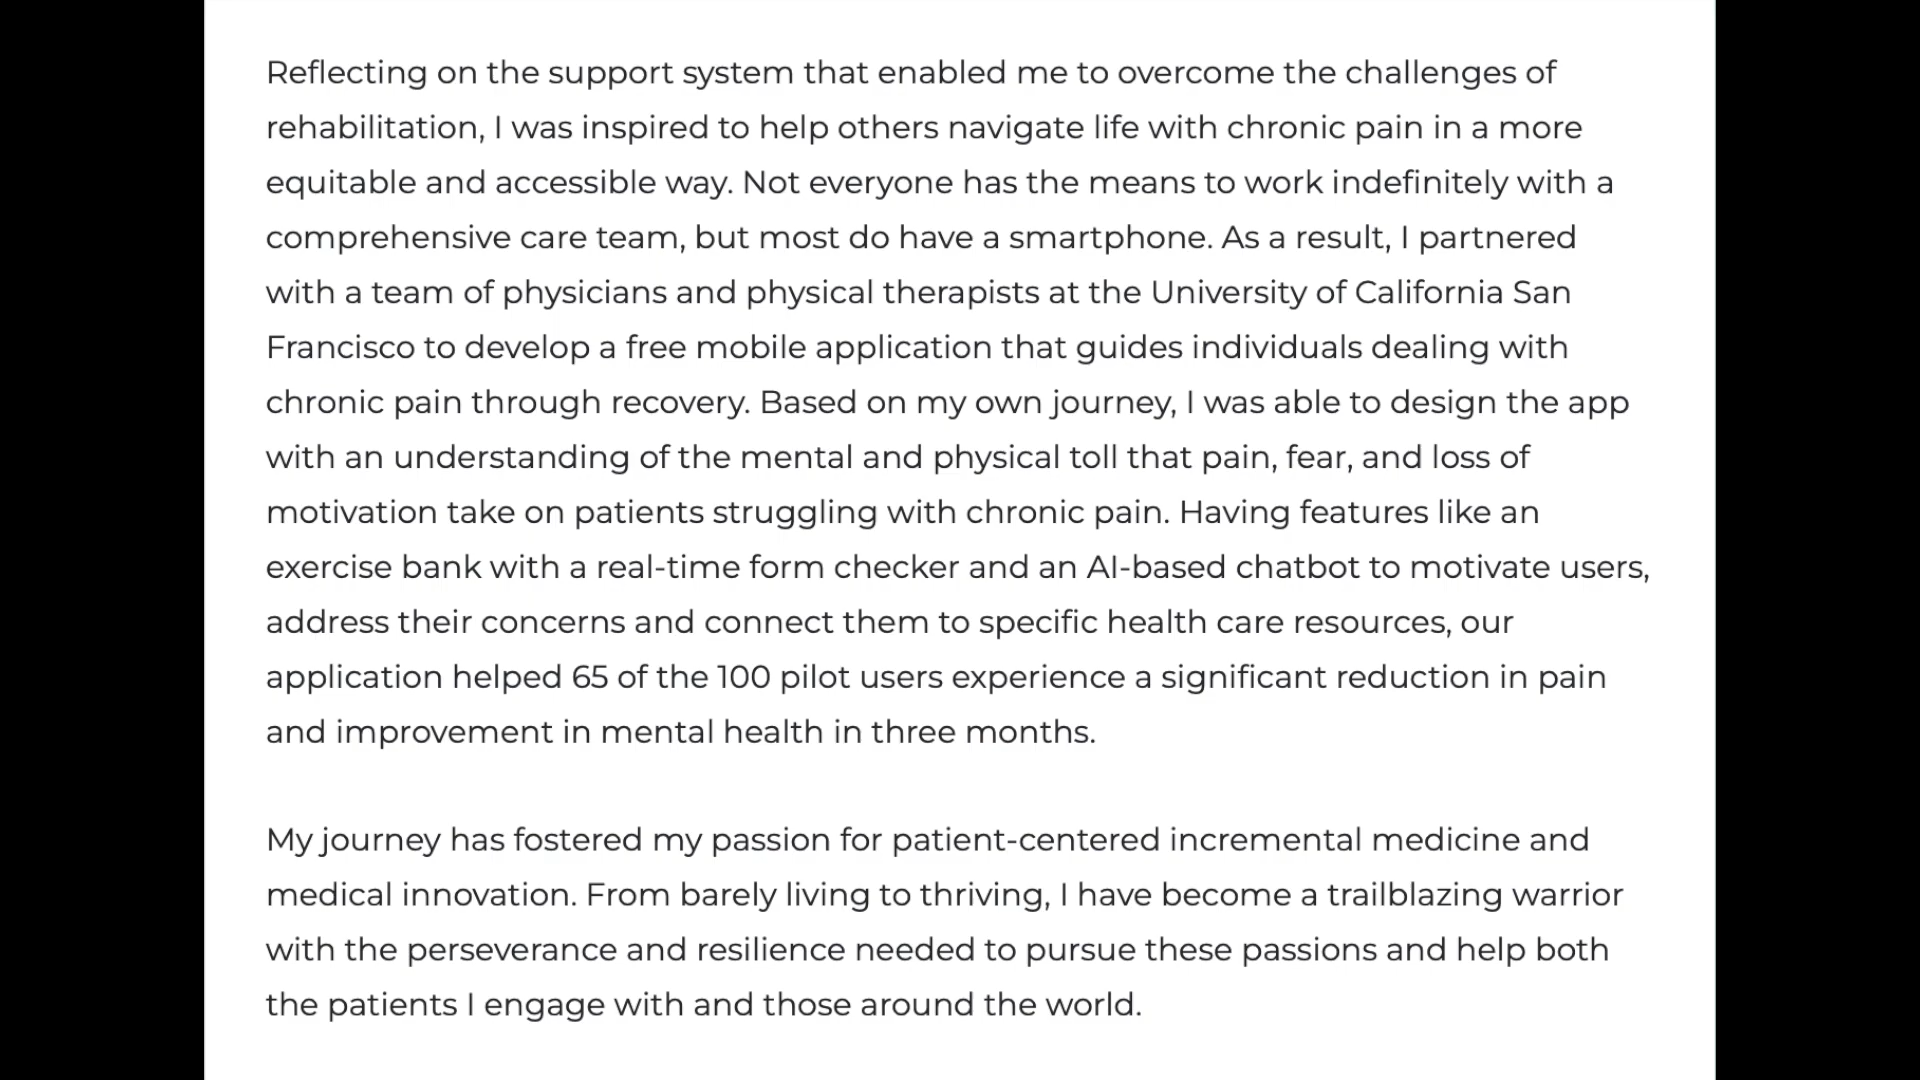 Reflecting on the support system that enabled me to overcome the challenges of
rehabilitation, I was inspired to help others navigate life with chronic pain in a more
equitable and accessible way. Not everyone has the means to work indefinitely with a
comprehensive care team, but most do have a smartphone. As a result, I partnered
with a team of physicians and physical therapists at the University of California San
Francisco to develop a free mobile application that guides individuals dealing with
chronic pain through recovery. Based on my own journey, I was able to design the app
with an understanding of the mental and physical toll that pain, fear, and loss of
motivation take on patients struggling with chronic pain. Having features like an
exercise bank with a real-time form checker and an AI-based chatbot to motivate users,
address their concerns and connect them to specific health care resources, our
application helped 65 of the 100 pilot users experience a significant reduction in pain
and improvement in mental health in three months.
My journey has fostered my passion for patient-centered incremental medicine and
medical innovation. From barely living to thriving, I have become a trailblazing warrior
with the perseverance and resilience needed to pursue these passions and help both
the patients I engage with and those around the world.